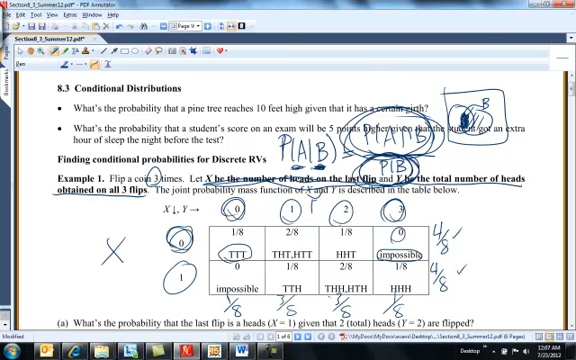 Section8_3_Summer12.pdf* - PDF Annotator
File Edit View Insert Tools Window Help
Section8_3_Summer12.pdf*
Pen
8.3 Conditional Distributions
• What's the probability that a pine tree reaches 10 feet high given that it has a certain girth?
• What's the probability that a student's score on an exam will be 5 points higher given that the student got an extra
hour of sleep the night before the test?
P(A|B) = P(A∩B)
P(B)
B
Finding conditional probabilities for Discrete RVs
Example 1. Flip a coin 3 times. Let X be the number of heads on the last flip and Y be the total number of heads
obtained on all 3 flips. The joint probability mass function of X and Y is described in the table below.
Y
X↓, Y→ 0 1 2 3
0 1/8 2/8 1/8 0 4/8 ✓
TTT THT,HTT HHT impossible
X
1 0 1/8 2/8 1/8 4/8 ✓
impossible TTH THH,HTH HHH
1/8 3/8 3/8 1/8
(a) What's the probability that the last flip is a heads (X = 1) given that 2 (total) heads (Y = 2) are flipped?
1 of 6
MyDocs
Section8_3_Summer12.pdf (6 Pages)
12:07 AM
7/23/2012